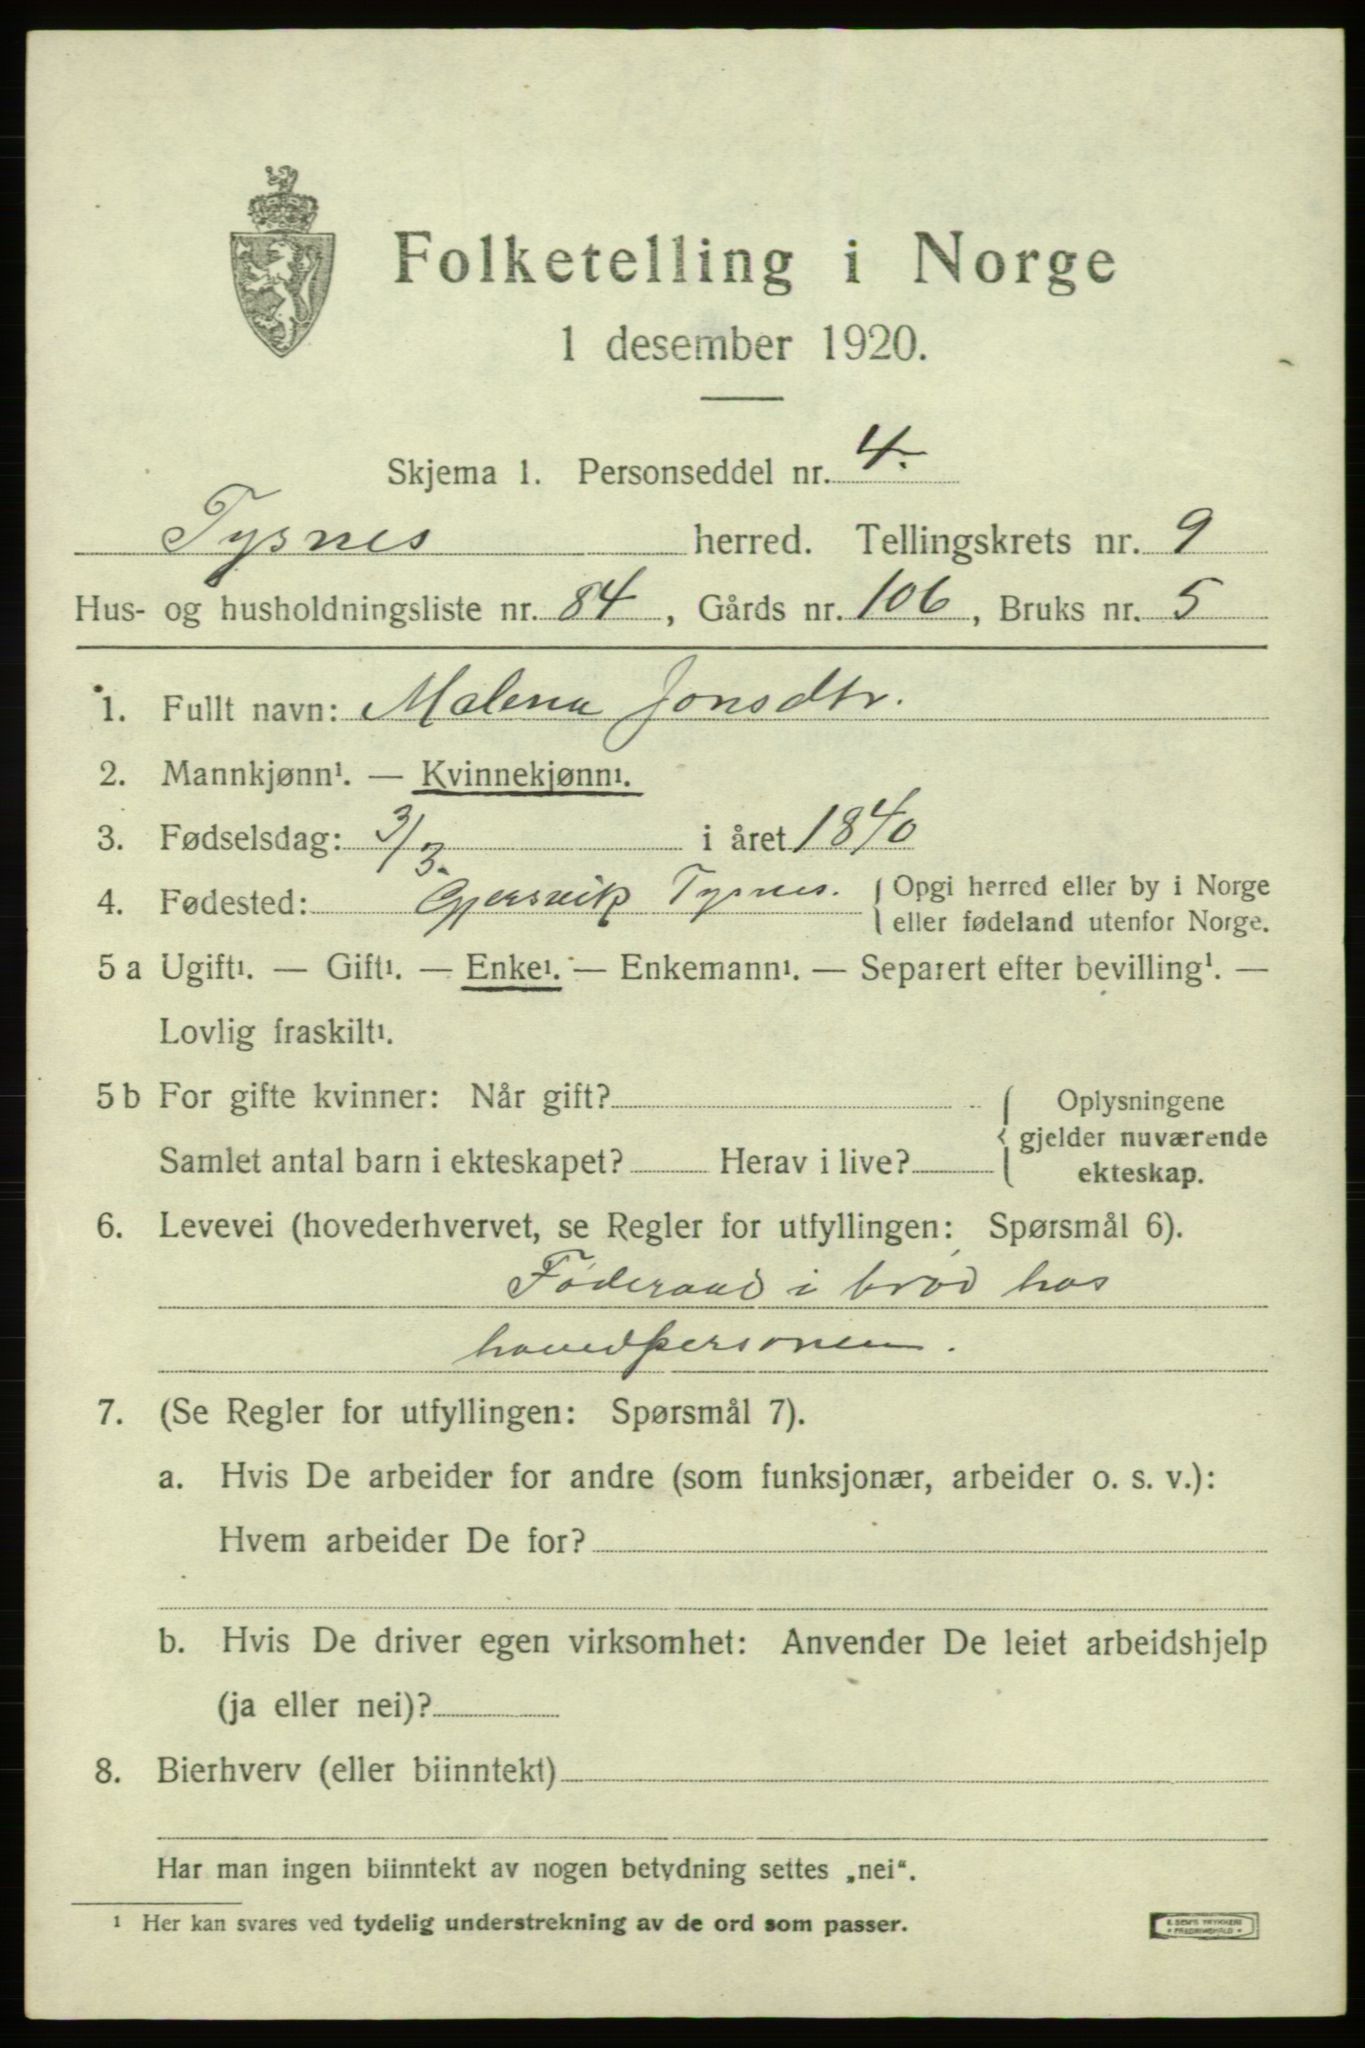 Folketelling i Norge
1 desember 1920.
Skjema 1. Personseddel nr. 4.
Tysnes herred. Tellingskrets nr. 9
Hus- og husholdningsliste nr. 84, Gårds nr. 106, Bruks nr. 5
1. Fullt navn: Malena Jonsdtr.
2. Mannkjønn¹. — Kvinnekjønn¹.
3. Fødselsdag: 3/3. i året 1840
4. Fødested: Gjersvik Tysnes. { Opgi herred eller by i Norge
eller fødeland utenfor Norge.
5 a Ugift¹. — Gift¹. — Enke¹. — Enkemann¹. — Separert efter bevilling¹. —
Lovlig fraskilt¹.
5 b For gifte kvinner: Når gift? { Oplysningene
gjelder nuværende
Samlet antal barn i ekteskapet? Herav i live?
ekteskap.
6. Levevei (hovederhvervet, se Regler for utfyllingen: Spørsmål 6).
Føderaad i brød hos
hovedpersonen.
7. (Se Regler for utfyllingen: Spørsmål 7).
a. Hvis De arbeider for andre (som funksjonær, arbeider o. s. v.):
Hvem arbeider De for?
b. Hvis De driver egen virksomhet: Anvender De leiet arbeidshjelp
(ja eller nei)?
8. Bierhverv (eller biinntekt)
Har man ingen biinntekt av nogen betydning settes „nei“.
¹ Her kan svares ved tydelig understrekning av de ord som passer.
E. SEM'S TRYKKERI
• FREDRIKSHALD •